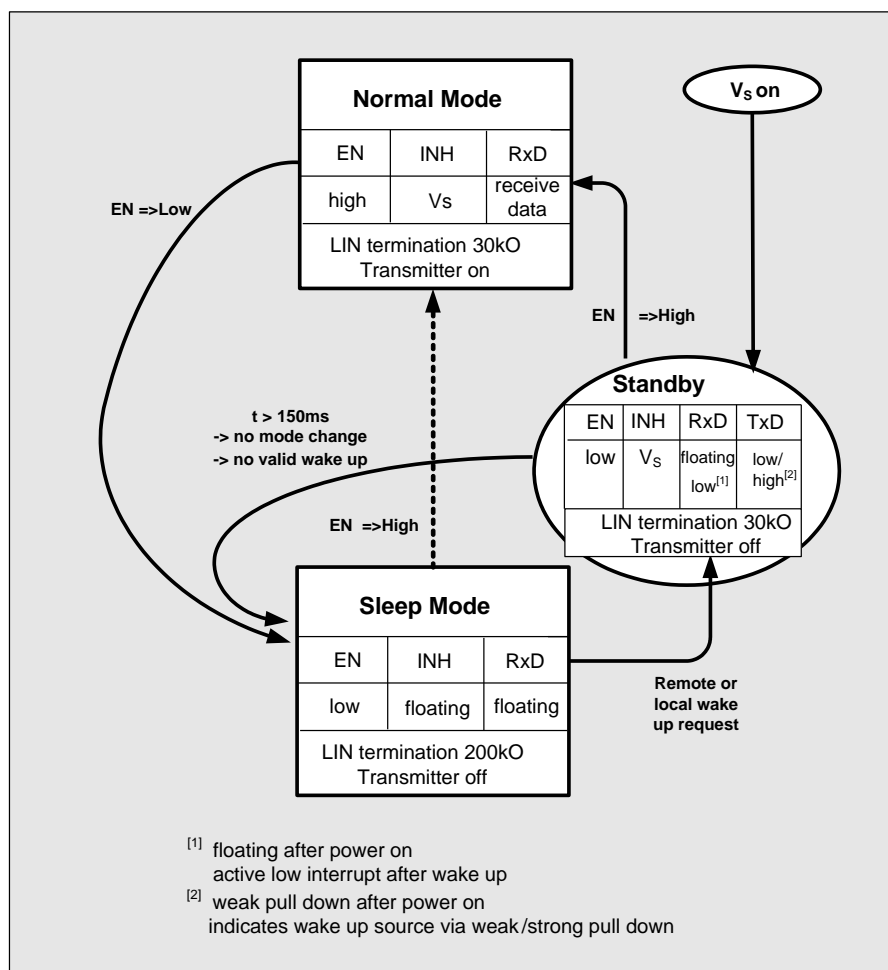 Normal Mode
EN INH RxD
high Vs receive data
LIN termination 30kO
Transmitter on
V_S on
EN =>Low
EN =>High
t > 150ms
-> no mode change
-> no valid wake up
EN =>High
Standby
EN INH RxD TxD
low V_S floating low[1] low/ high[2]
LIN termination 30kO
Transmitter off
Sleep Mode
EN INH RxD
low floating floating
LIN termination 200kO
Transmitter off
Remote or
local wake
up request
[1] floating after power on
active low interrupt after wake up
[2] weak pull down after power on
indicates wake up source via weak/strong pull down